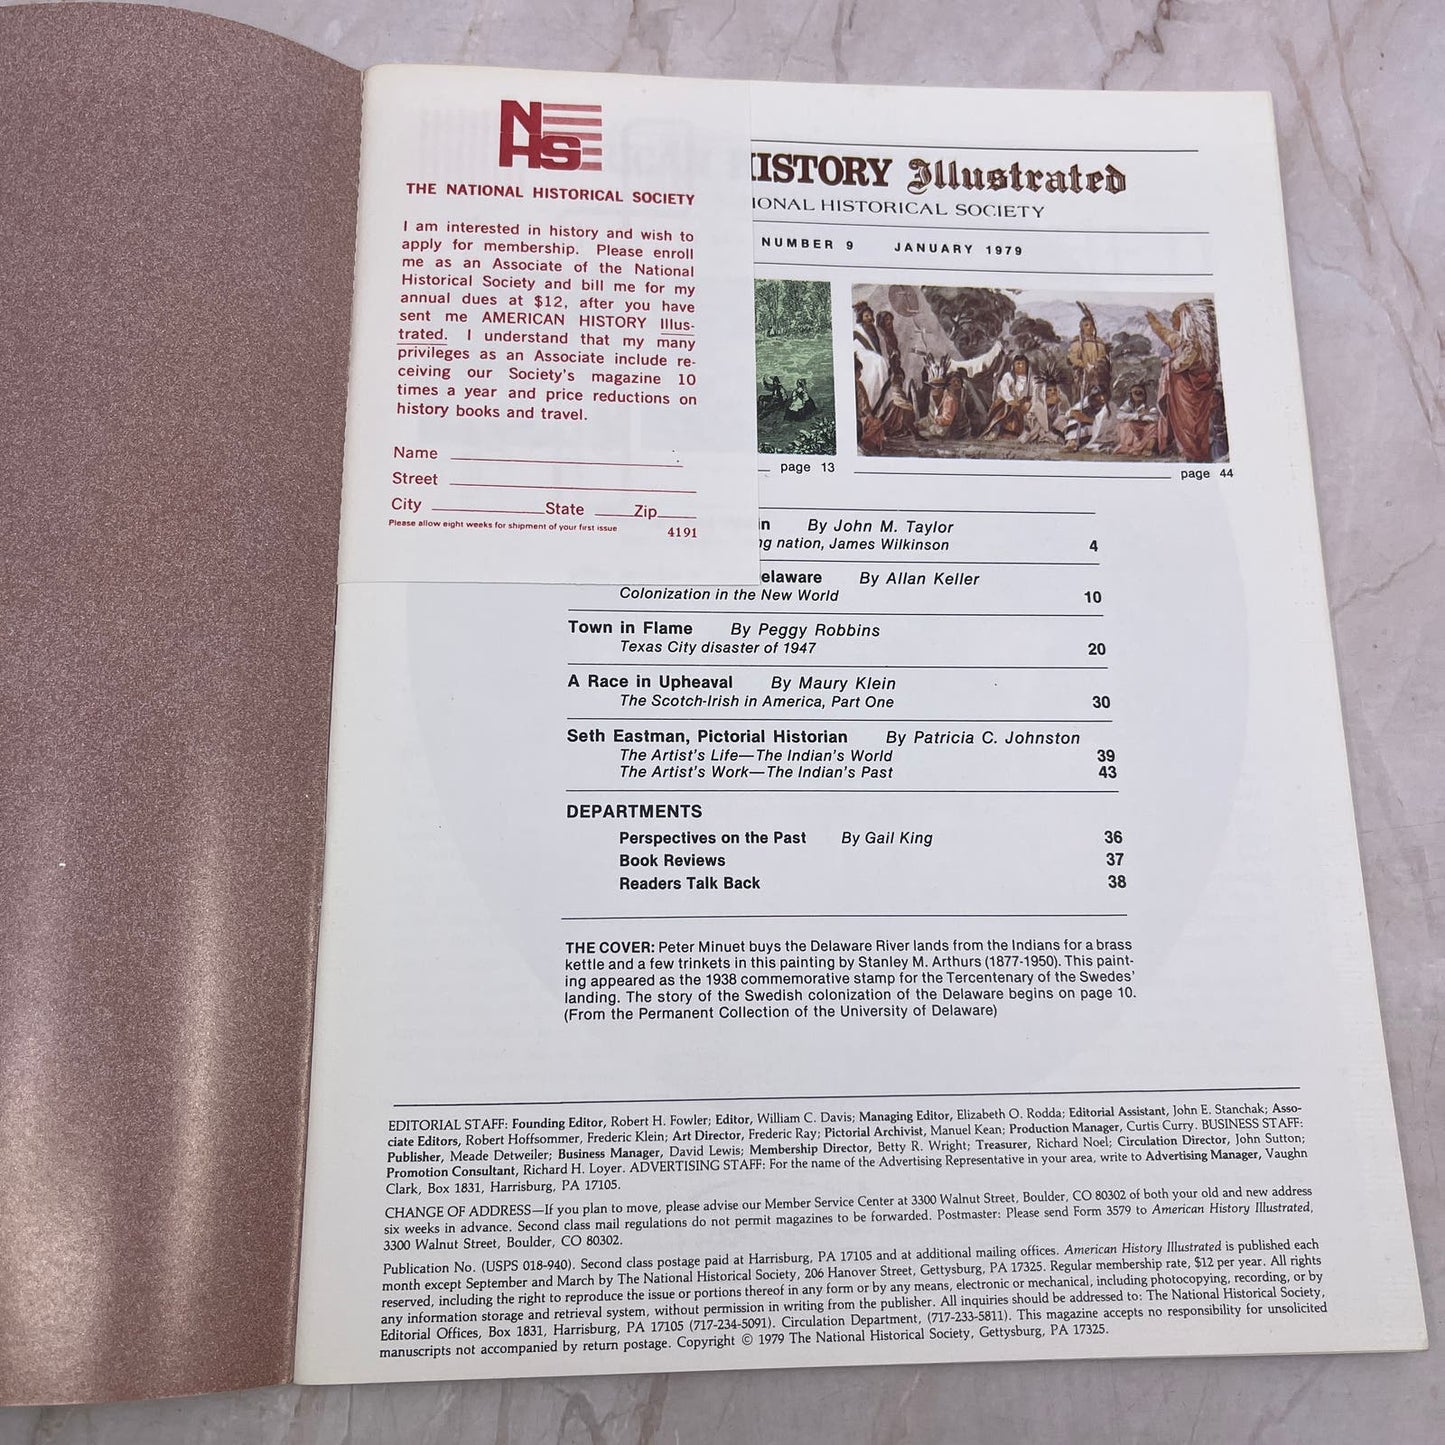 NHS
THE NATIONAL HISTORICAL SOCIETY
I am interested in history and wish to
apply for membership. Please enroll
me as an Associate of the National
Historical Society and bill me for my
annual dues at $12, after you have
sent me AMERICAN HISTORY Illus-
trated. I understand that my many
privileges as an Associate include re-
ceiving our Society's magazine 10
times a year and price reductions on
history books and travel.
Name
Street
City State Zip
Please allow eight weeks for shipment of your first issue
4191
HISTORY Illustrated
IONAL HISTORICAL SOCIETY
NUMBER 9 JANUARY 1979
page 13
page 44
n By John M. Taylor
ng nation, James Wilkinson 4
elaware By Allan Keller
Colonization in the New World 10
Town in Flame By Peggy Robbins
Texas City disaster of 1947 20
A Race in Upheaval By Maury Klein
The Scotch-Irish in America, Part One 30
Seth Eastman, Pictorial Historian By Patricia C. Johnston
The Artist's Life—The Indian's World 39
The Artist's Work—The Indian's Past 43
DEPARTMENTS
Perspectives on the Past By Gail King 36
Book Reviews 37
Readers Talk Back 38
THE COVER: Peter Minuet buys the Delaware River lands from the Indians for a brass
kettle and a few trinkets in this painting by Stanley M. Arthurs (1877-1950). This paint-
ing appeared as the 1938 commemorative stamp for the Tercentenary of the Swedes'
landing. The story of the Swedish colonization of the Delaware begins on page 10.
(From the Permanent Collection of the University of Delaware)
EDITORIAL STAFF: Founding Editor, Robert H. Fowler; Editor, William C. Davis; Managing Editor, Elizabeth O. Rodda; Editorial Assistant, John E. Stanchak; Asso-
ciate Editors, Robert Hoffsommer, Frederic Klein; Art Director, Frederic Ray; Pictorial Archivist, Manuel Kean; Production Manager, Curtis Curry. BUSINESS STAFF:
Publisher, Meade Detweiler; Business Manager, David Lewis; Membership Director, Betty R. Wright; Treasurer, Richard Noel; Circulation Director, John Sutton;
Promotion Consultant, Richard H. Loyer. ADVERTISING STAFF: For the name of the Advertising Representative in your area, write to Advertising Manager, Vaughn
Clark, Box 1831, Harrisburg, PA 17105.
CHANGE OF ADDRESS—If you plan to move, please advise our Member Service Center at 3300 Walnut Street, Boulder, CO 80302 of both your old and new address
six weeks in advance. Second class mail regulations do not permit magazines to be forwarded. Postmaster: Please send Form 3579 to American History Illustrated,
3300 Walnut Street, Boulder, CO 80302.
Publication No. (USPS 018-940). Second class postage paid at Harrisburg, PA 17105 and at additional mailing offices. American History Illustrated is published each
month except September and March by The National Historical Society, 206 Hanover Street, Gettysburg, PA 17325. Regular membership rate, $12 per year. All rights
reserved, including the right to reproduce the issue or portions thereof in any form or by any means, electronic or mechanical, including photocopying, recording, or by
any information storage and retrieval system, without permission in writing from the publisher. All inquiries should be addressed to: The National Historical Society,
Editorial Offices, Box 1831, Harrisburg, PA 17105 (717-234-5091). Circulation Department, (717-233-5811). This magazine accepts no responsibility for unsolicited
manuscripts not accompanied by return postage. Copyright © 1979 The National Historical Society, Gettysburg, PA 17325.